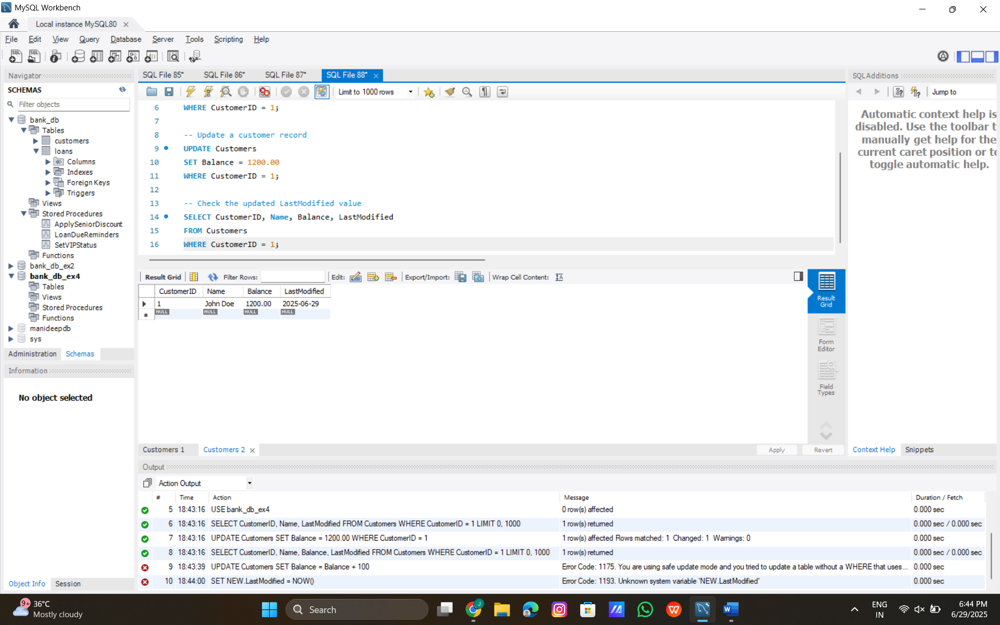 MySQL Workbench
Local instance MySQL80
File Edit View Query Database Server Tools Scripting Help
Navigator
SCHEMAS
Filter objects
bank_db
Tables
customers
loans
Columns
Indexes
Foreign Keys
Triggers
Views
Stored Procedures
ApplySeniorDiscount
LoanDueReminders
SetVIPStatus
Functions
bank_db_ex2
bank_db_ex4
Tables
Views
Stored Procedures
Functions
manideepdb
sys
Administration Schemas
Information
No object selected
Object Info Session
SQL File 85* SQL File 86* SQL File 87* SQL File 88*
Limit to 1000 rows
6 WHERE CustomerID = 1;
7
8 -- Update a customer record
9 UPDATE Customers
10 SET Balance = 1200.00
11 WHERE CustomerID = 1;
12
13 -- Check the updated LastModified value
14 SELECT CustomerID, Name, Balance, LastModified
15 FROM Customers
16 WHERE CustomerID = 1;
Result Grid Filter Rows: Edit: Export/Import: Wrap Cell Content:
CustomerID Name Balance LastModified
1 John Doe 1200.00 2025-06-29
NULL NULL NULL NULL
Result
Grid
Form
Editor
Field
Types
Customers 1 Customers 2
Apply Revert
SQLAdditions
Jump to
Automatic context help is
disabled. Use the toolbar t
manually get help for the
current caret position or to
toggle automatic help.
Context Help Snippets
Output
Action Output
# Time Action Message Duration / Fetch
5 18:43:16 USE bank_db_ex4 0 row(s) affected 0.000 sec
6 18:43:16 SELECT CustomerID, Name, LastModified FROM Customers WHERE CustomerID = 1 LIMIT 0, 1000 1 row(s) returned 0.000 sec / 0.000 sec
7 18:43:16 UPDATE Customers SET Balance = 1200.00 WHERE CustomerID = 1 1 row(s) affected Rows matched: 1 Changed: 1 Warnings: 0 0.000 sec
8 18:43:16 SELECT CustomerID, Name, Balance, LastModified FROM Customers WHERE CustomerID = 1 LIMIT 0, 1000 1 row(s) returned 0.000 sec / 0.000 sec
9 18:43:39 UPDATE Customers SET Balance = Balance + 100 Error Code: 1175. You are using safe update mode and you tried to update a table without a WHERE that uses... 0.000 sec
10 18:44:00 SET NEW.LastModified = NOW() Error Code: 1193. Unknown system variable 'NEW.LastModified' 0.000 sec
9+
36°C
Mostly cloudy
Search
J
ENG
IN
6:44 PM
6/29/2025